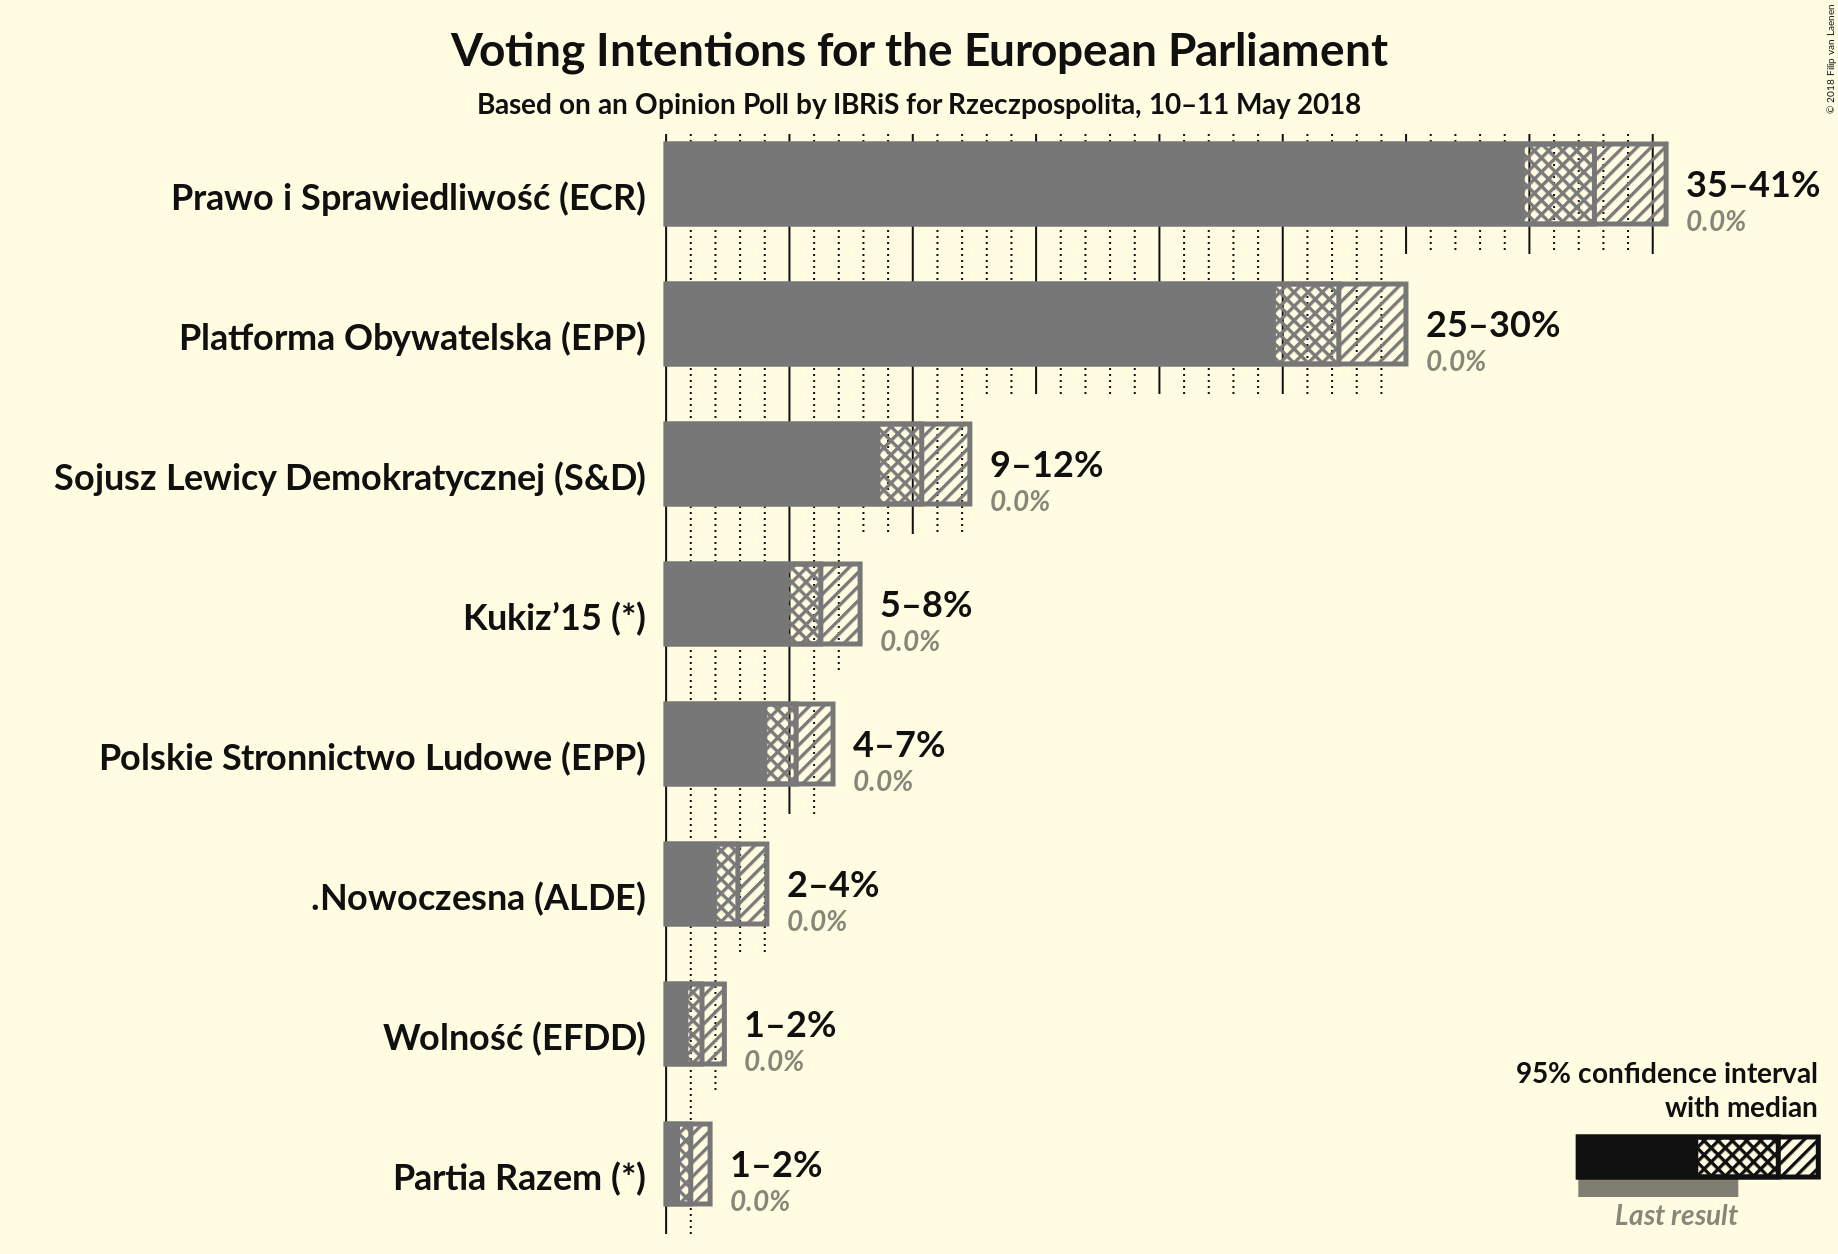 Voting Intentions for the European Parliament
Based on an Opinion Poll by IBRiS for Rzeczpospolita, 10–11 May 2018
© 2018 Filip van Laenen
Prawo i Sprawiedliwość (ECR)
35–41%
0.0%
Platforma Obywatelska (EPP)
25–30%
0.0%
Sojusz Lewicy Demokratycznej (S&D)
9–12%
0.0%
Kukiz’15 (*)
5–8%
0.0%
Polskie Stronnictwo Ludowe (EPP)
4–7%
0.0%
.Nowoczesna (ALDE)
2–4%
0.0%
Wolność (EFDD)
1–2%
0.0%
Partia Razem (*)
1–2%
0.0%
95% confidence interval
with median
Last result